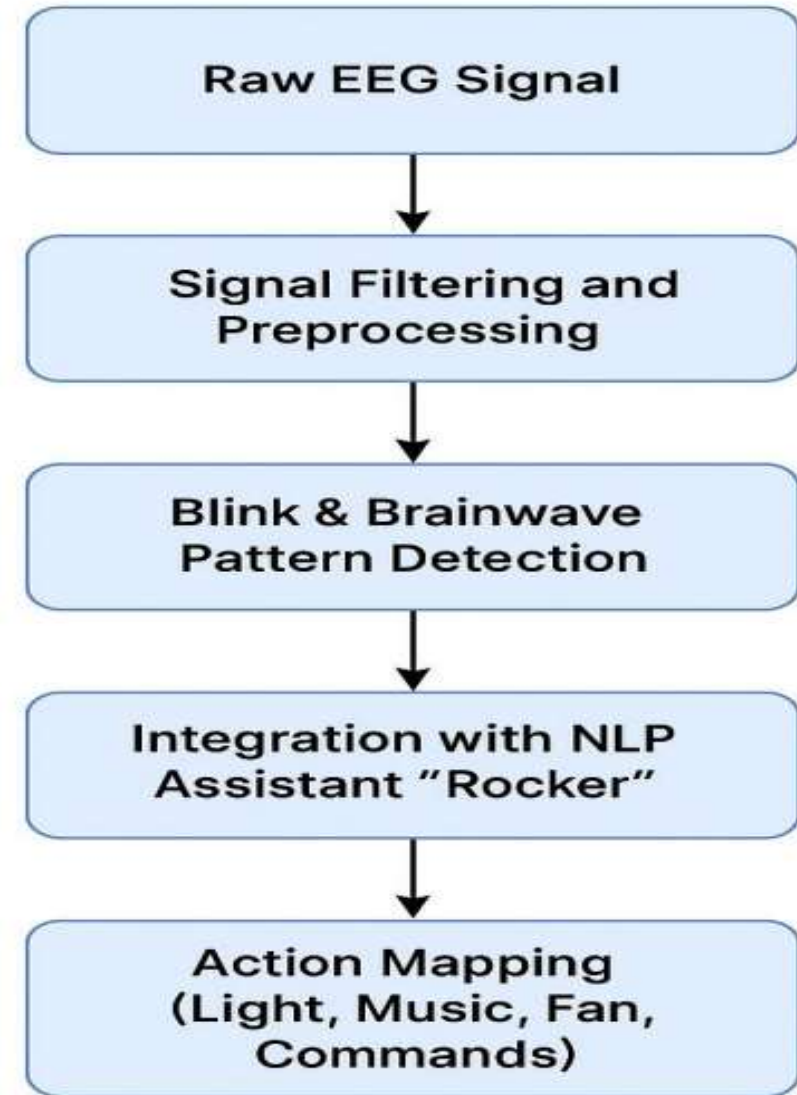 Raw EEG Signal
Signal Filtering and
Preprocessing
Blink & Brainwave
Pattern Detection
Integration with NLP
Assistant "Rocker"
Action Mapping
(Light, Music, Fan,
Commands)